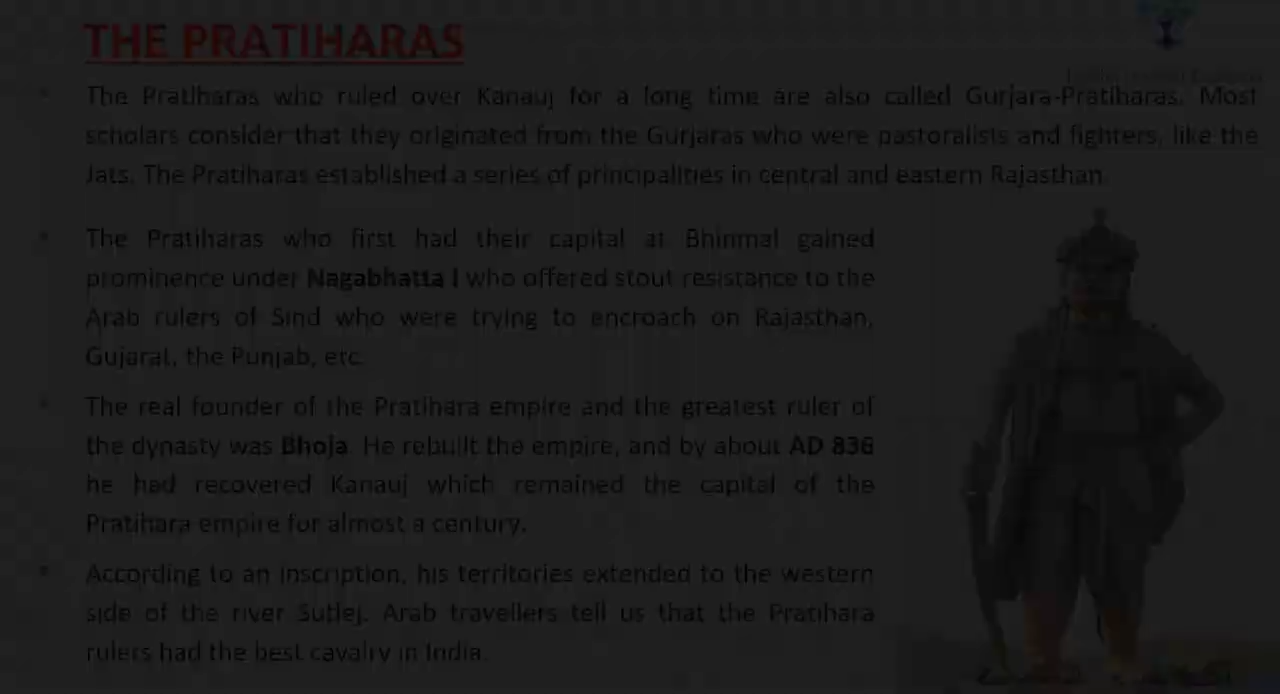 THE PRATIHARAS
The Pratiharas who ruled over Kanauj for a long time are also called Gurjara-Pratiharas. Most
scholars consider that they originated from the Gurjaras who were pastoralists and fighters, like the
Jats. The Pratiharas established a series of principalities in central and eastern Rajasthan.
The Pratiharas who first had their capital at Bhinmal gained
prominence under Nagabhatta I who offered stout resistance to the
Arab rulers of Sind who were trying to encroach on Rajasthan,
Gujarat, the Punjab, etc.
The real founder of the Pratihara empire and the greatest ruler of
the dynasty was Bhoja. He rebuilt the empire, and by about AD 836
he had recovered Kanauj which remained the capital of the
Pratihara empire for almost a century.
According to an inscription, his territories extended to the western
side of the river Sutlej. Arab travellers tell us that the Pratihara
rulers had the best cavalry in India.